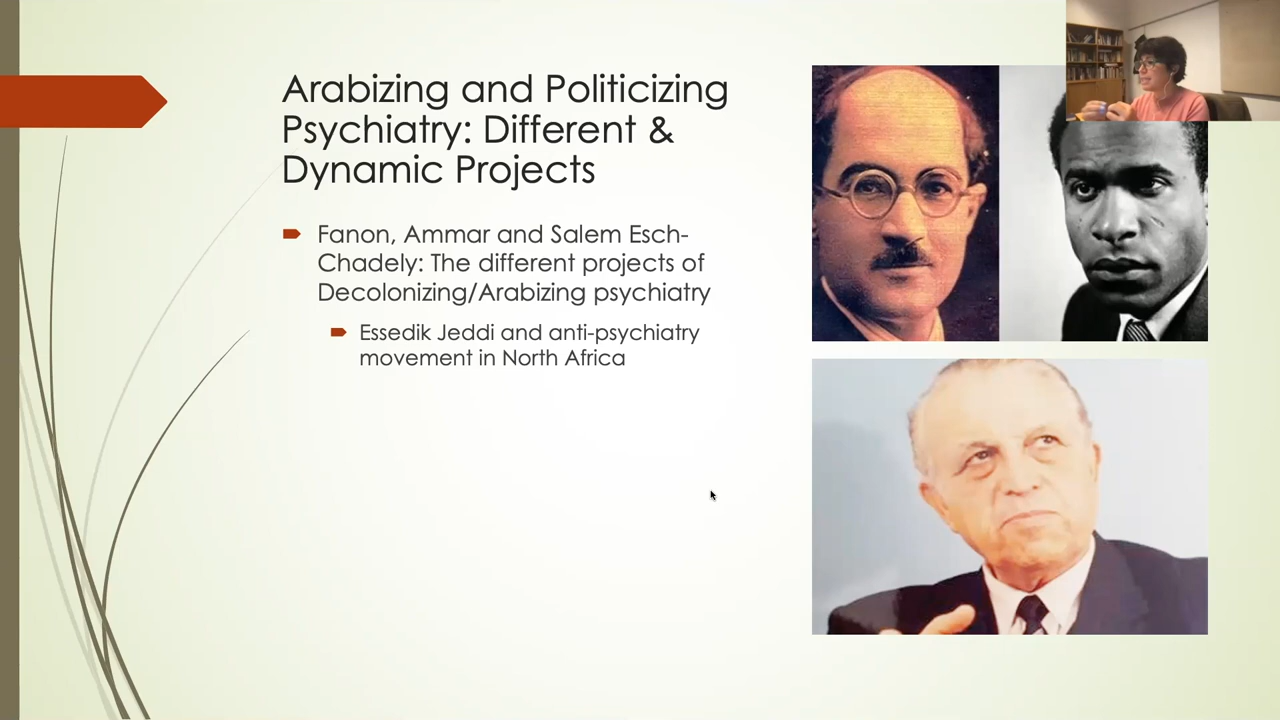 Arabizing and Politicizing
Psychiatry: Different &
Dynamic Projects
Fanon, Ammar and Salem Esch-
Chadely: The different projects of
Decolonizing/Arabizing psychiatry
Essedik Jeddi and anti-psychiatry
movement in North Africa